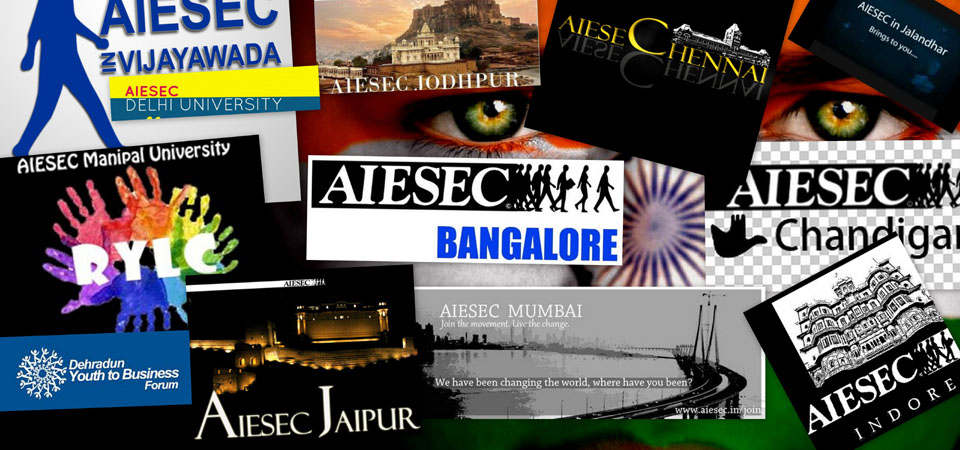 AIESEC
IN VIJAYAWADA
AIESEC
DELHI UNIVERSITY
AIESEC JODHPUR
AIESEC CHENNAI
AIESEC in Jalandhar
Brings to you...
AIESEC Manipal University
RYLC
AIESEC
BANGALORE
AIESEC
Chandigar
Dehradun
Youth to Business
Forum
AIESEC
AIESEC JAIPUR
AIESEC MUMBAI
Join the movement. Live the change.
We have been changing the world, where have you been?
www.aiesec.in/join
AIESEC
INDORE